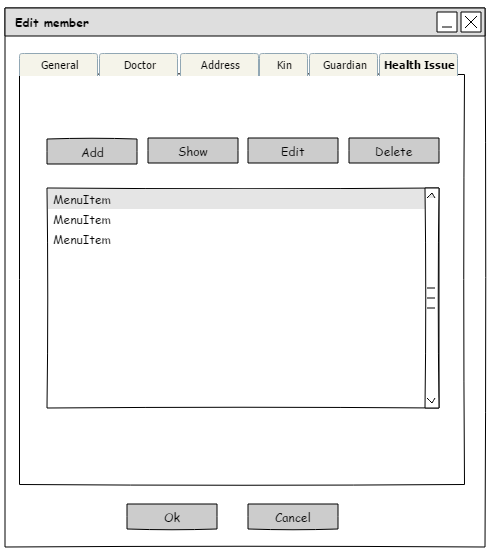 Edit member
General Doctor Address Kin Guardian Health Issue
Add Show Edit Delete
MenuItem
MenuItem
MenuItem
Ok Cancel